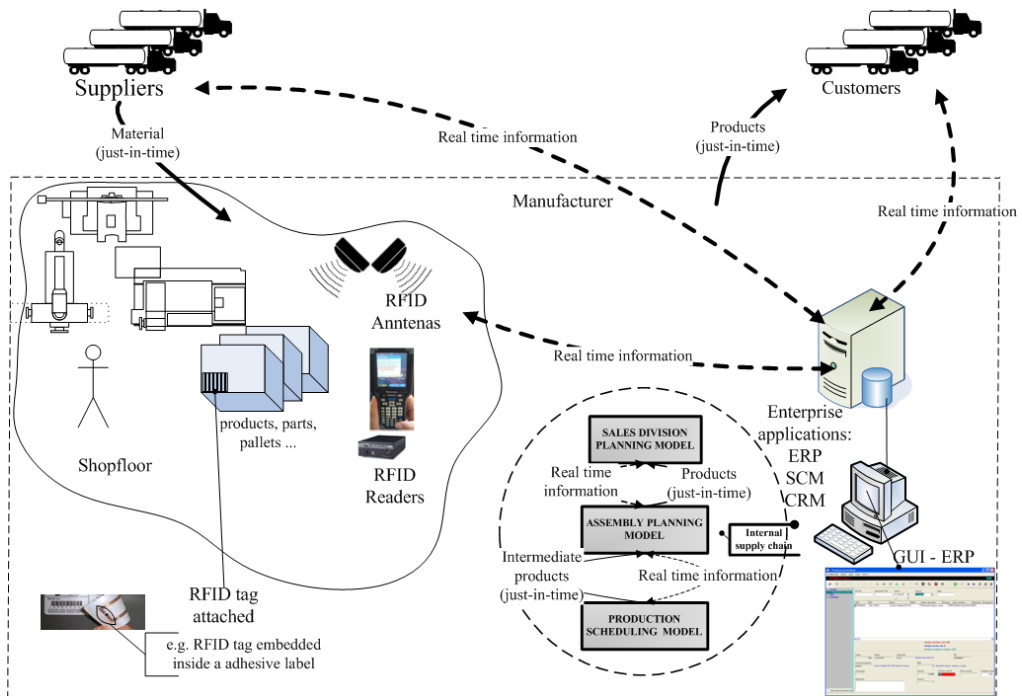 Suppliers
Customers
Material
(just-in-time)
Real time information
Products
(just-in-time)
Manufacturer
Real time information
RFID
Anntenas
Real time information
products, parts,
pallets ...
Shopfloor
RFID
Readers
Enterprise
applications:
ERP
SCM
CRM
SALES DIVISION
PLANNING MODEL
Real time
information
Products
(just-in-time)
ASSEMBLY PLANNING
MODEL
Internal
supply chain
Intermediate
products
(just-in-time)
Real time information
GUI - ERP
PRODUCTION
SCHEDULING MODEL
RFID tag
attached
e.g. RFID tag embedded
inside a adhesive label